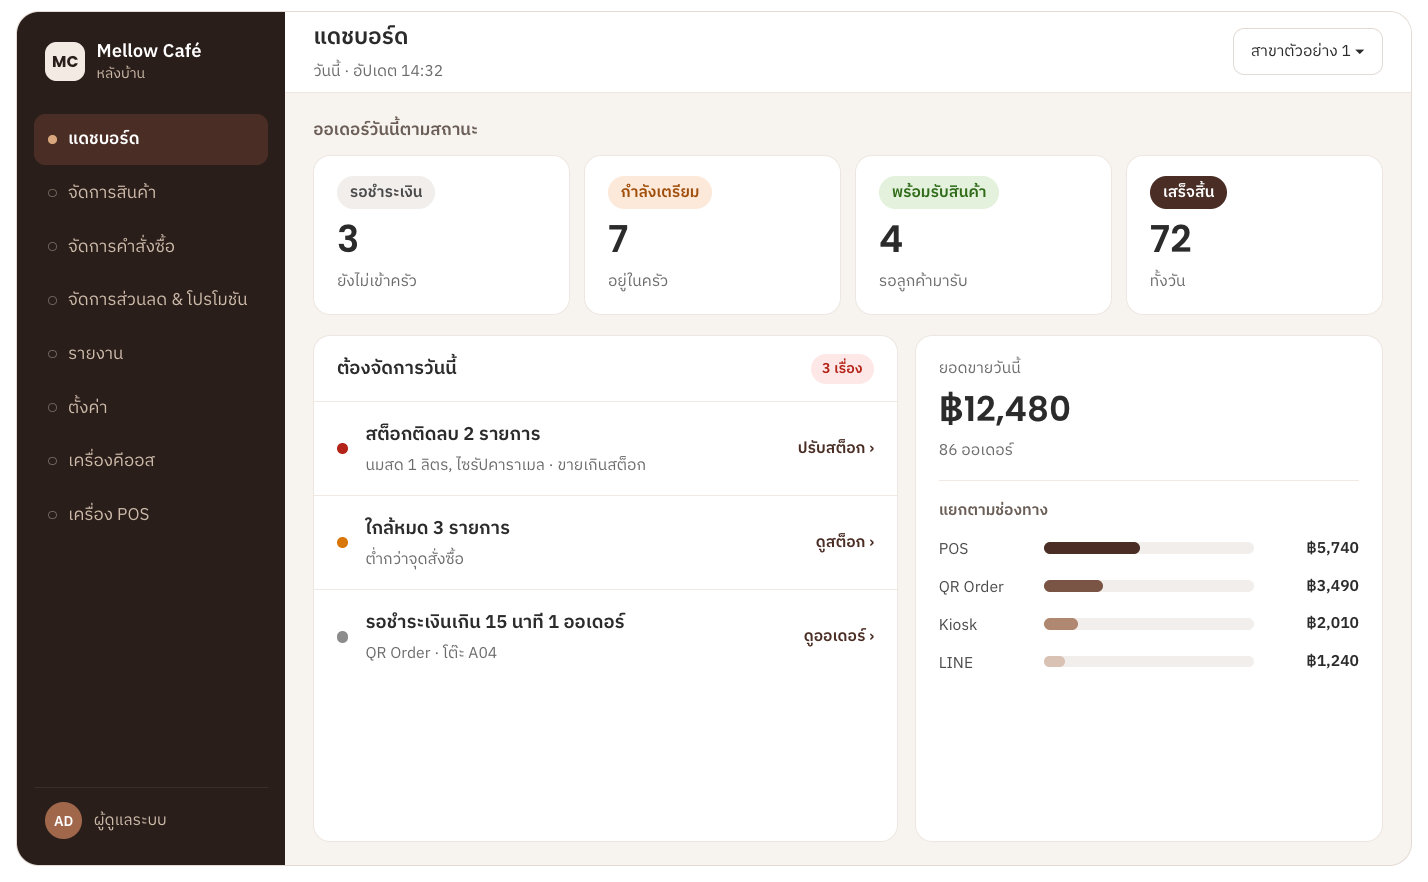 MC
Mellow Café
หลังบ้าน
แดชบอร์ด
จัดการสินค้า
จัดการคำสั่งซื้อ
จัดการส่วนลด & โปรโมชัน
รายงาน
ตั้งค่า
เครื่องคีออส
เครื่อง POS
AD
ผู้ดูแลระบบ
แดชบอร์ด
วันนี้ · อัปเดต 14:32
สาขาตัวอย่าง 1
ออเดอร์วันนี้ตามสถานะ
รอชำระเงิน
3
ยังไม่เข้าครัว
กำลังเตรียม
7
อยู่ในครัว
พร้อมรับสินค้า
4
รอลูกค้ามารับ
เสร็จสิ้น
72
ทั้งวัน
ต้องจัดการวันนี้
3 เรื่อง
สต็อกติดลบ 2 รายการ
นมสด 1 ลิตร, ไซรัปคาราเมล · ขายเกินสต็อก
ปรับสต็อก ›
ใกล้หมด 3 รายการ
ต่ำกว่าจุดสั่งซื้อ
ดูสต็อก ›
รอชำระเงินเกิน 15 นาที 1 ออเดอร์
QR Order · โต๊ะ A04
ดูออเดอร์ ›
ยอดขายวันนี้
฿12,480
86 ออเดอร์
แยกตามช่องทาง
POS ฿5,740
QR Order ฿3,490
Kiosk ฿2,010
LINE ฿1,240